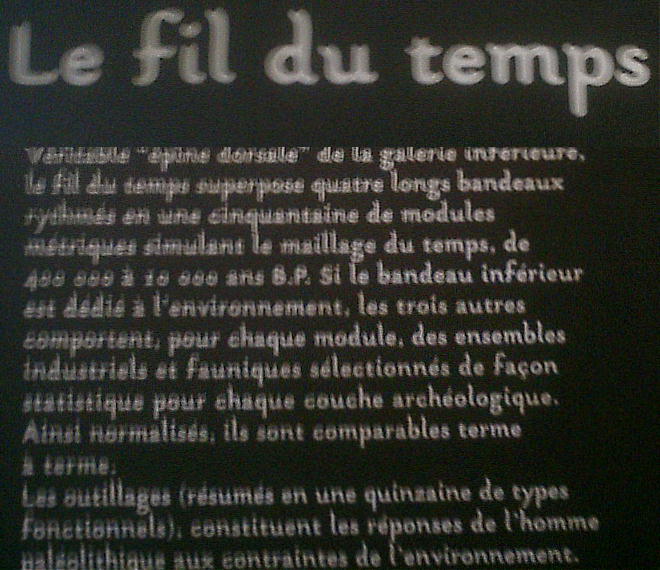 Le fil du temps
Véritable "épine dorsale" de la galerie inférieure,
le fil du temps superpose quatre longs bandeaux
rythmés en une cinquantaine de modules
métriques simulant le maillage du temps, de
400 000 à 10 000 ans B.P. Si le bandeau inférieur
est dédié à l'environnement, les trois autres
comportent, pour chaque module, des ensembles
industriels et fauniques sélectionnés de façon
statistique pour chaque couche archéologique.
Ainsi normalisés, ils sont comparables terme
à terme.
Les outillages (résumés en une quinzaine de types
fonctionnels), constituent les réponses de l'homme
paléolithique aux contraintes de l'environnement.